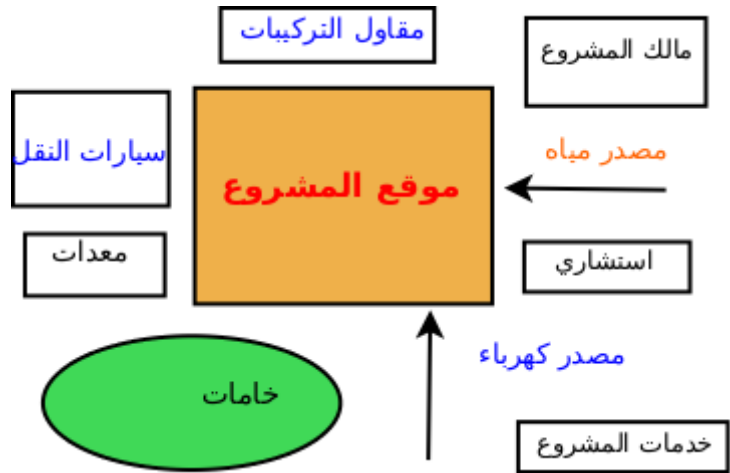 مقاول التركيبات
مالك المشروع
سيارات النقل
مصدر مياه
موقع المشروع
معدات
استشاري
مصدر كهرباء
خامات
خدمات المشروع